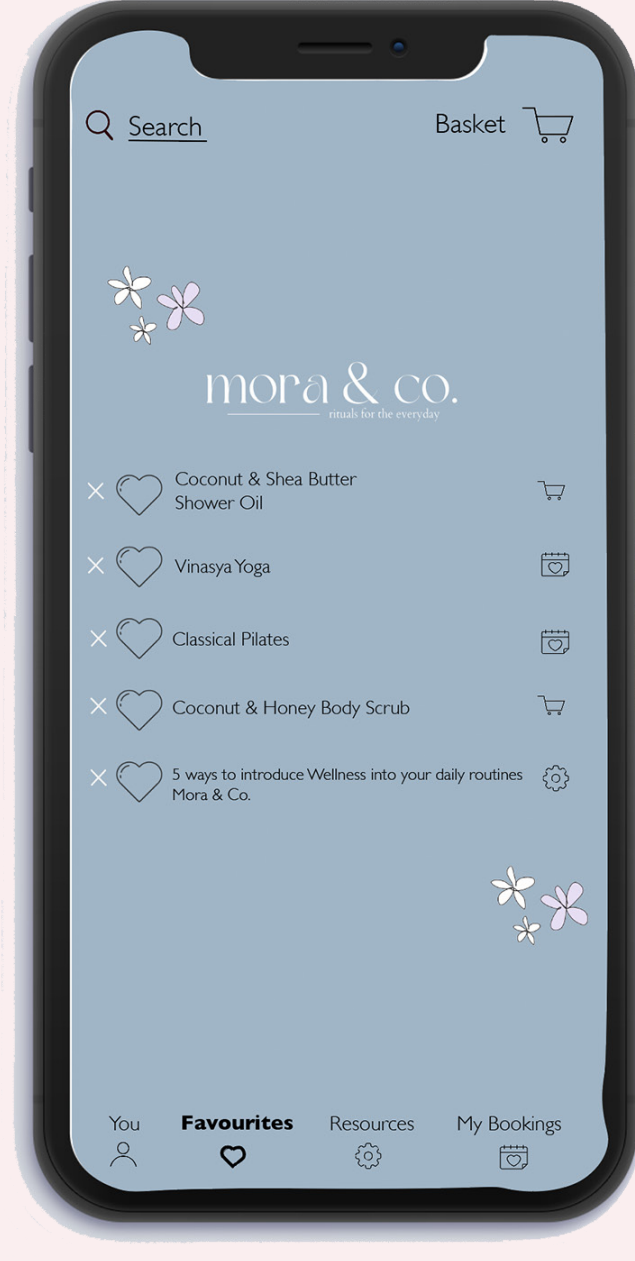 Search
Basket
mora & co.
rituals for the everyday
Coconut & Shea Butter
Shower Oil
Vinasya Yoga
Classical Pilates
Coconut & Honey Body Scrub
5 ways to introduce Wellness into your daily routines
Mora & Co.
You
Favourites
Resources
My Bookings